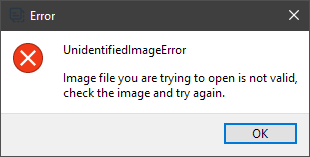 Error
UnidentifiedImageError
Image file you are trying to open is not valid,
check the image and try again.
OK